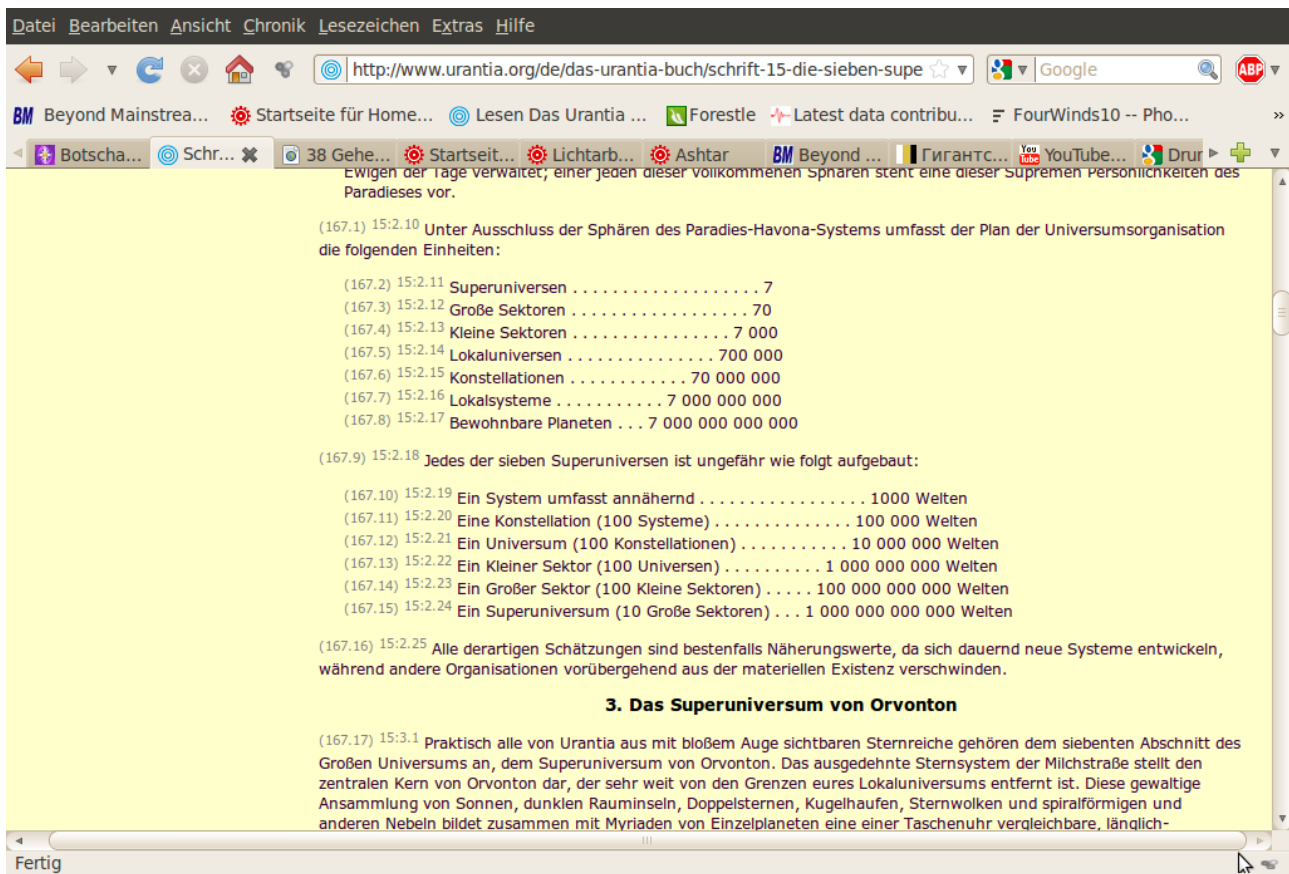 Datei Bearbeiten Ansicht Chronik Lesezeichen Extras Hilfe
http://www.urantia.org/de/das-urantia-buch/schrift-15-die-sieben-supe Google ABP
BM Beyond Mainstrea... Startseite für Home... Lesen Das Urantia ... Forestle Latest data contribu... FourWinds10 -- Pho... »
Botscha... Schr... 38 Gehe... Startseit... Lichtarb... Ashtar BM Beyond ... Гигантс... You Tube YouTube... Drur
Ewigen der Tage verwaltet; einer jeden dieser vollkommenen Sphären steht eine dieser Supremen Persönlichkeiten des
Paradieses vor.
(167.1) 15:2.10 Unter Ausschluss der Sphären des Paradies-Havona-Systems umfasst der Plan der Universumsorganisation
die folgenden Einheiten:
(167.2) 15:2.11 Superuniversen . . . . . . . . . . . . . . . . . . . 7
(167.3) 15:2.12 Große Sektoren . . . . . . . . . . . . . . . . . . 70
(167.4) 15:2.13 Kleine Sektoren . . . . . . . . . . . . . . . . 7 000
(167.5) 15:2.14 Lokaluniversen . . . . . . . . . . . . . . . 700 000
(167.6) 15:2.15 Konstellationen . . . . . . . . . . . . 70 000 000
(167.7) 15:2.16 Lokalsysteme . . . . . . . . . . . 7 000 000 000
(167.8) 15:2.17 Bewohnbare Planeten . . . 7 000 000 000 000
(167.9) 15:2.18 Jedes der sieben Superuniversen ist ungefähr wie folgt aufgebaut:
(167.10) 15:2.19 Ein System umfasst annähernd . . . . . . . . . . . . . . . . . 1000 Welten
(167.11) 15:2.20 Eine Konstellation (100 Systeme) . . . . . . . . . . . . . . 100 000 Welten
(167.12) 15:2.21 Ein Universum (100 Konstellationen) . . . . . . . . . . . 10 000 000 Welten
(167.13) 15:2.22 Ein Kleiner Sektor (100 Universen) . . . . . . . . . . 1 000 000 000 Welten
(167.14) 15:2.23 Ein Großer Sektor (100 Kleine Sektoren) . . . . . 100 000 000 000 Welten
(167.15) 15:2.24 Ein Superuniversum (10 Große Sektoren) . . . 1 000 000 000 000 Welten
(167.16) 15:2.25 Alle derartigen Schätzungen sind bestenfalls Näherungswerte, da sich dauernd neue Systeme entwickeln,
während andere Organisationen vorübergehend aus der materiellen Existenz verschwinden.
3. Das Superuniversum von Orvonton
(167.17) 15:3.1 Praktisch alle von Urantia aus mit bloßem Auge sichtbaren Sternreiche gehören dem siebenten Abschnitt des
Großen Universums an, dem Superuniversum von Orvonton. Das ausgedehnte Sternsystem der Milchstraße stellt den
zentralen Kern von Orvonton dar, der sehr weit von den Grenzen eures Lokaluniversums entfernt ist. Diese gewaltige
Ansammlung von Sonnen, dunklen Rauminseln, Doppelsternen, Kugelhaufen, Sternwolken und spiralförmigen und
anderen Nebeln bildet zusammen mit Myriaden von Einzelplaneten eine einer Taschenuhr vergleichbare, länglich-
Fertig